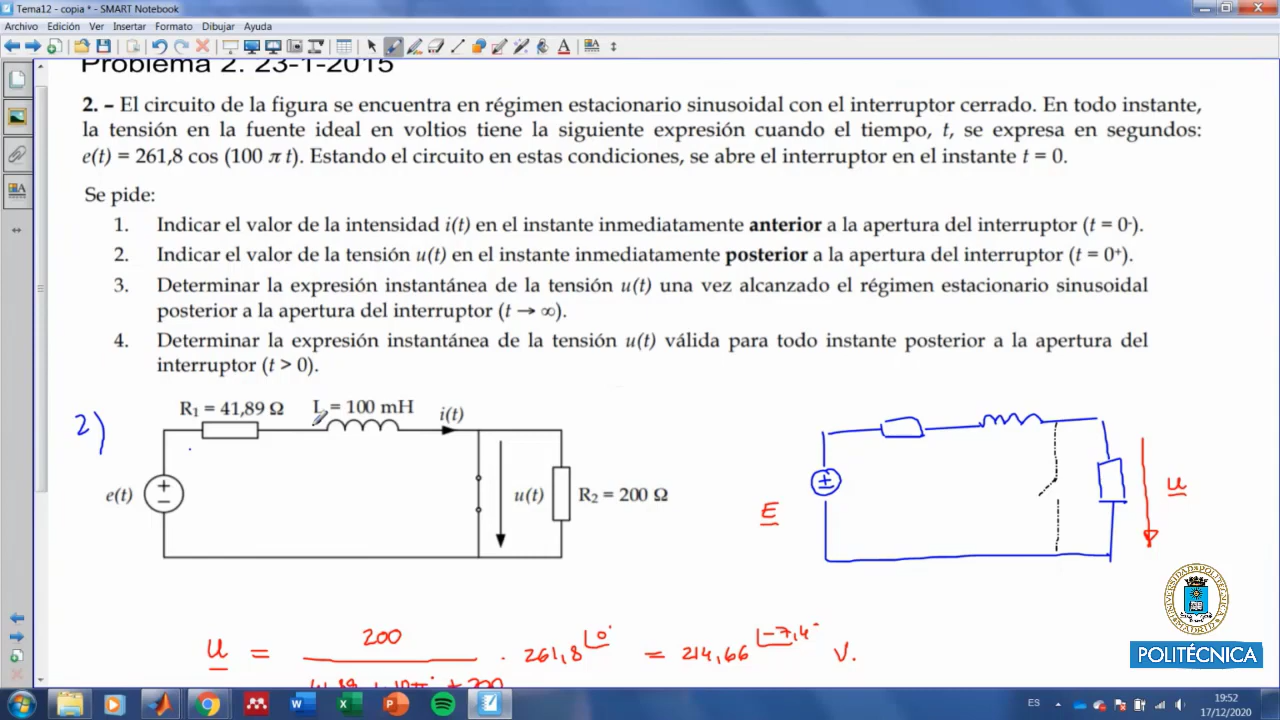 Tema12 - copia * - SMART Notebook
Archivo Edición Ver Insertar Formato Dibujar Ayuda
Problema 2. 23-1-2015
2. – El circuito de la figura se encuentra en régimen estacionario sinusoidal con el interruptor cerrado. En todo instante,
la tensión en la fuente ideal en voltios tiene la siguiente expresión cuando el tiempo, t, se expresa en segundos:
e(t) = 261,8 cos (100 π t). Estando el circuito en estas condiciones, se abre el interruptor en el instante t = 0.
Se pide:
1. Indicar el valor de la intensidad i(t) en el instante inmediatamente anterior a la apertura del interruptor (t = 0-).
2. Indicar el valor de la tensión u(t) en el instante inmediatamente posterior a la apertura del interruptor (t = 0+).
3. Determinar la expresión instantánea de la tensión u(t) una vez alcanzado el régimen estacionario sinusoidal
posterior a la apertura del interruptor (t → ∞).
4. Determinar la expresión instantánea de la tensión u(t) válida para todo instante posterior a la apertura del
interruptor (t > 0).
2)
R1 = 41,89 Ω L = 100 mH i(t)
e(t) + − u(t) R2 = 200 Ω
± E u
u = 200 / · 261,8 ∟0° = 214,66 ∟-7,4° V.
POLITÉCNICA
ES 19:52
17/12/2020